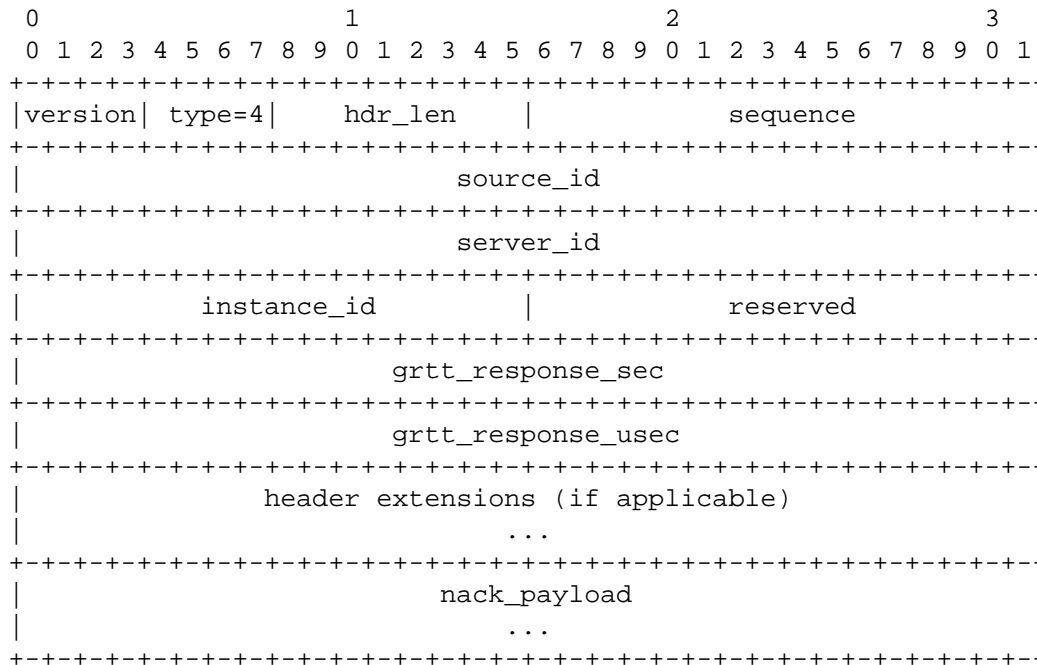 0                   1                   2                   3
 0 1 2 3 4 5 6 7 8 9 0 1 2 3 4 5 6 7 8 9 0 1 2 3 4 5 6 7 8 9 0 1
+-+-+-+-+-+-+-+-+-+-+-+-+-+-+-+-+-+-+-+-+-+-+-+-+-+-+-+-+-+-+-+-
|version| type=4|    hdr_len    |            sequence
+-+-+-+-+-+-+-+-+-+-+-+-+-+-+-+-+-+-+-+-+-+-+-+-+-+-+-+-+-+-+-+-
|                           source_id
+-+-+-+-+-+-+-+-+-+-+-+-+-+-+-+-+-+-+-+-+-+-+-+-+-+-+-+-+-+-+-+-
|                           server_id
+-+-+-+-+-+-+-+-+-+-+-+-+-+-+-+-+-+-+-+-+-+-+-+-+-+-+-+-+-+-+-+-
|           instance_id         |            reserved
+-+-+-+-+-+-+-+-+-+-+-+-+-+-+-+-+-+-+-+-+-+-+-+-+-+-+-+-+-+-+-+-
|                       grtt_response_sec
+-+-+-+-+-+-+-+-+-+-+-+-+-+-+-+-+-+-+-+-+-+-+-+-+-+-+-+-+-+-+-+-
|                       grtt_response_usec
+-+-+-+-+-+-+-+-+-+-+-+-+-+-+-+-+-+-+-+-+-+-+-+-+-+-+-+-+-+-+-+-
|               header extensions (if applicable)
|                              ...
+-+-+-+-+-+-+-+-+-+-+-+-+-+-+-+-+-+-+-+-+-+-+-+-+-+-+-+-+-+-+-+-
|                          nack_payload
|                              ...
+-+-+-+-+-+-+-+-+-+-+-+-+-+-+-+-+-+-+-+-+-+-+-+-+-+-+-+-+-+-+-+-